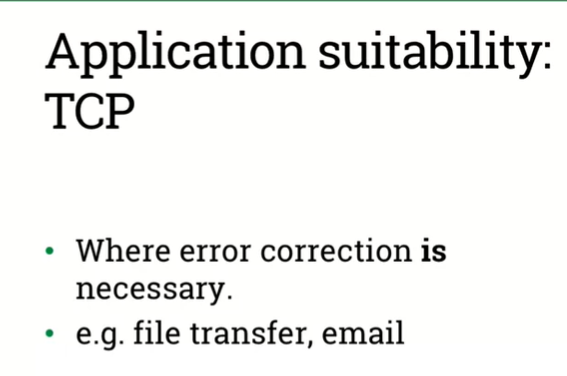 Application suitability:
TCP
• Where error correction is
necessary.
• e.g. file transfer, email